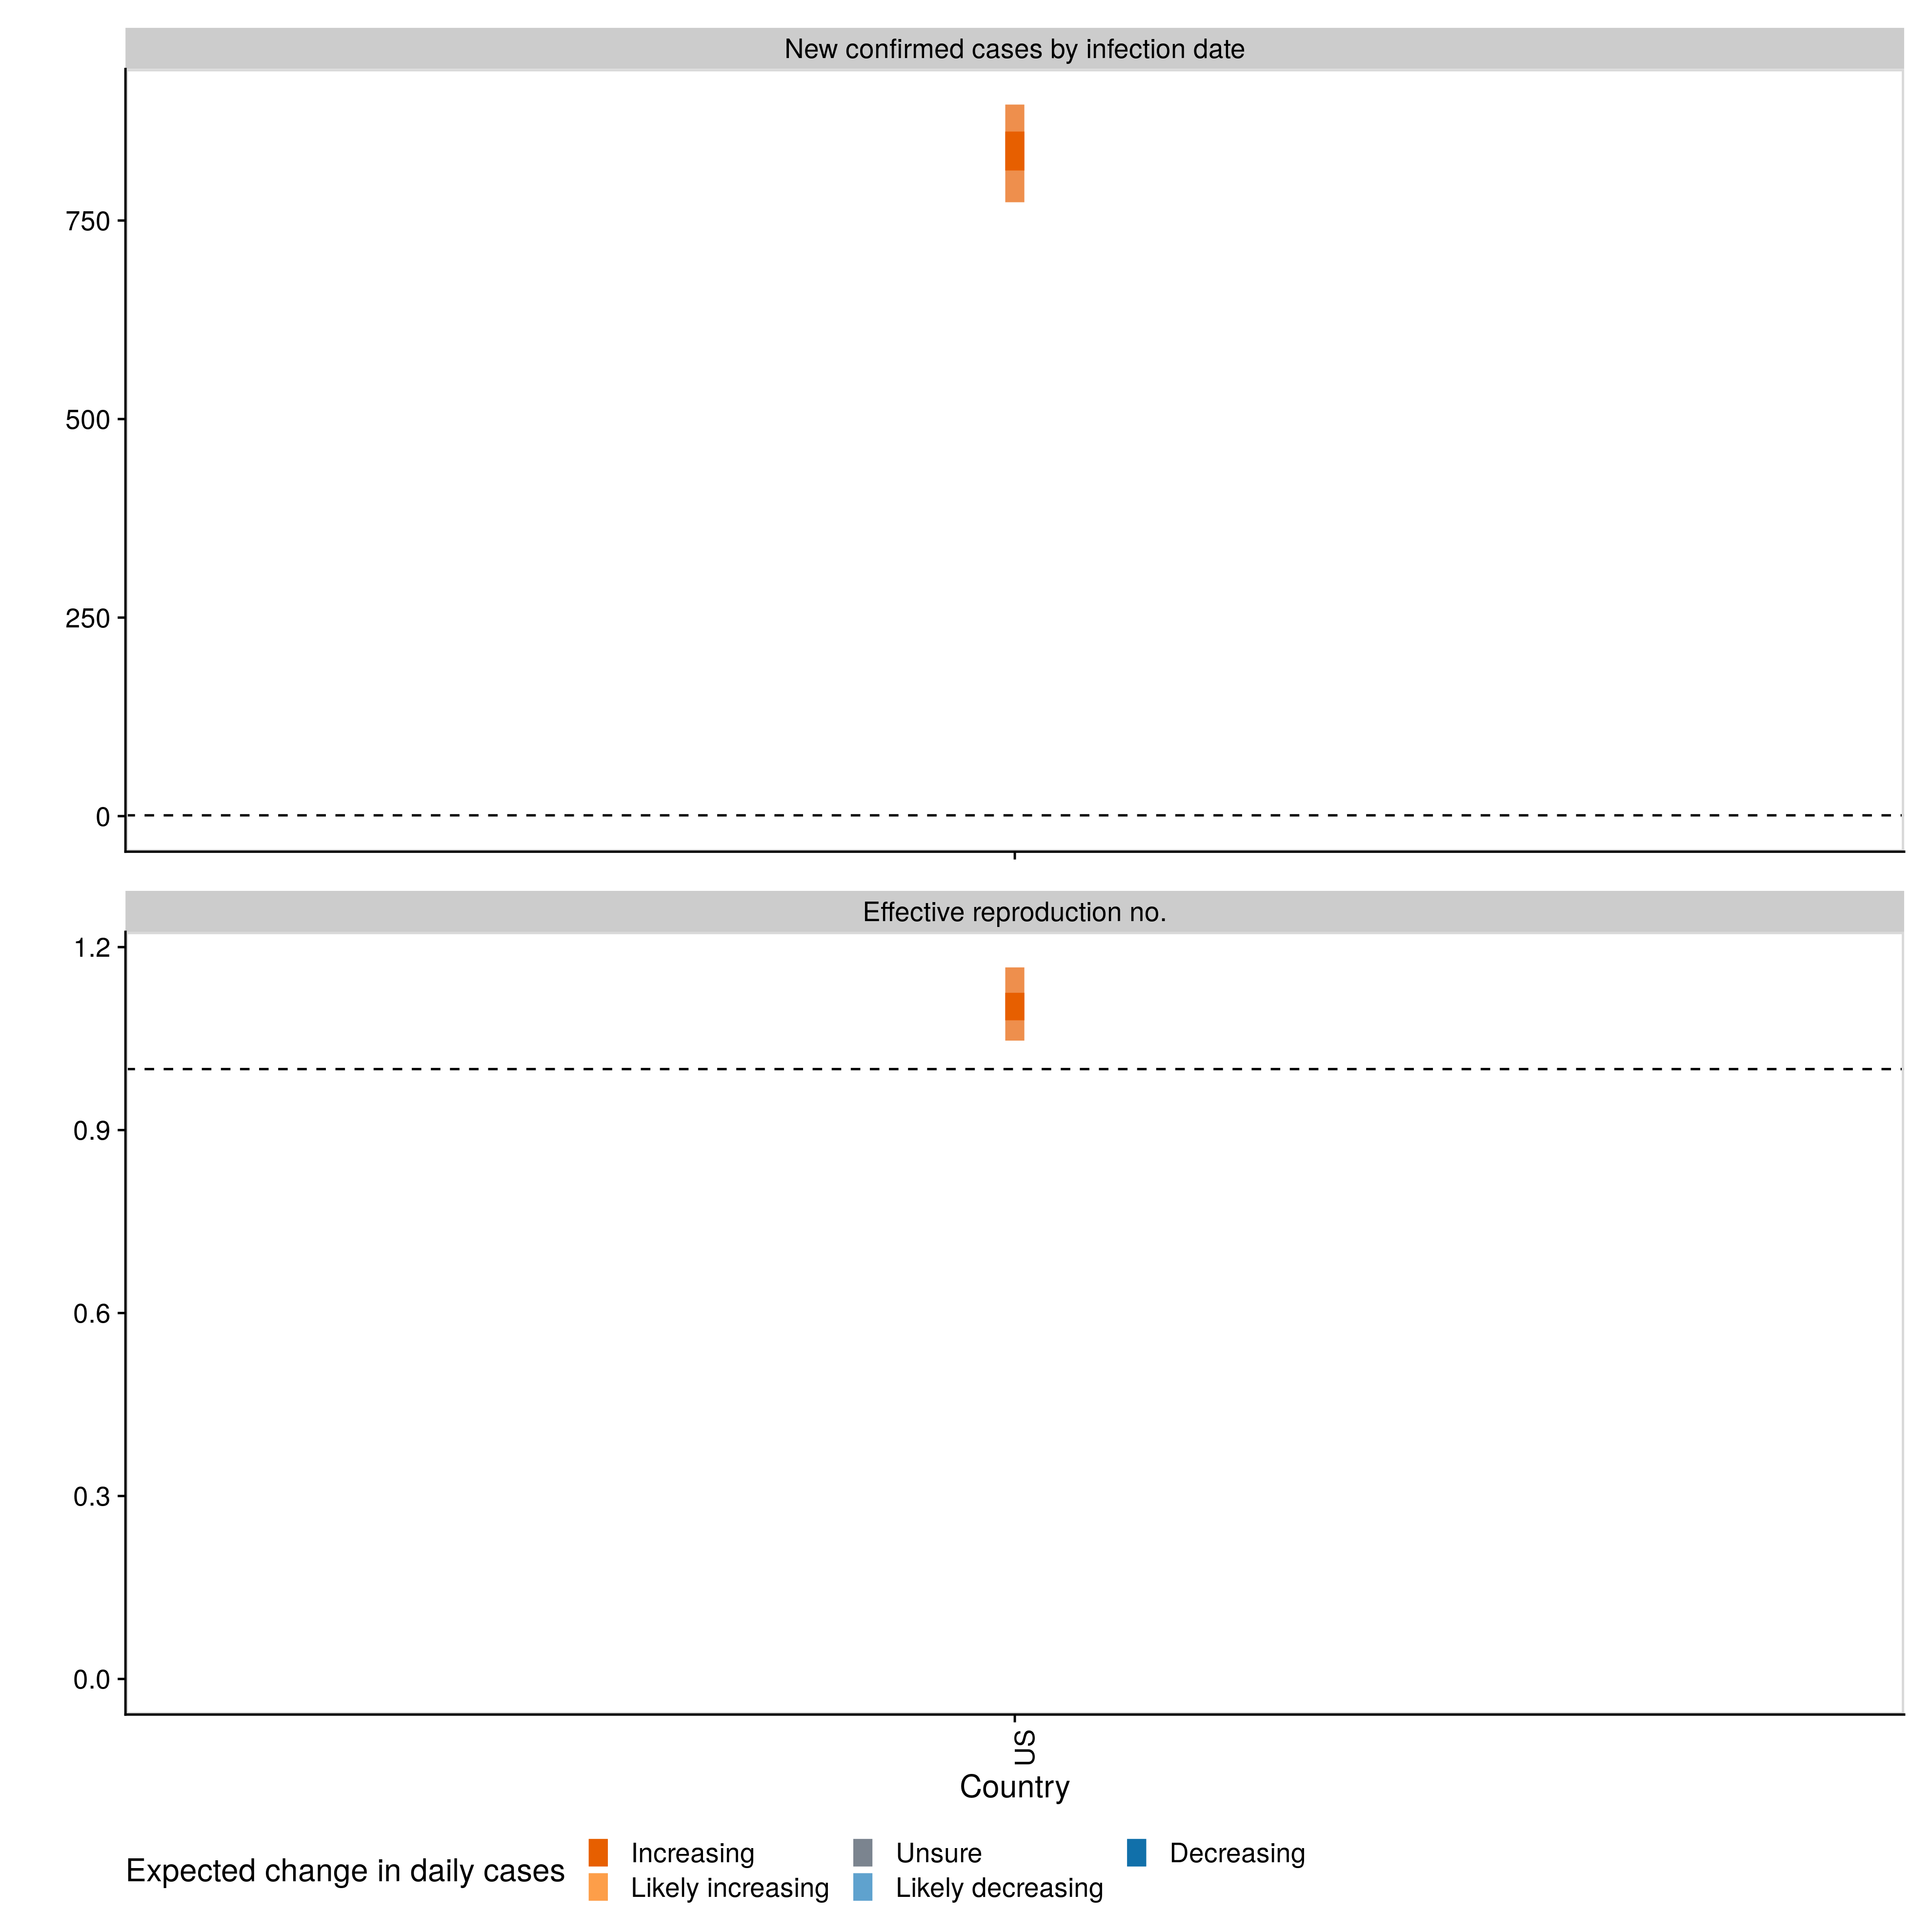 New confirmed cases by infection date
750
500
250
0
Effective reproduction no.
1.2
0.9
0.6
0.3
0.0
US
Country
Expected change in daily cases
Increasing
Unsure
Decreasing
Likely increasing
Likely decreasing